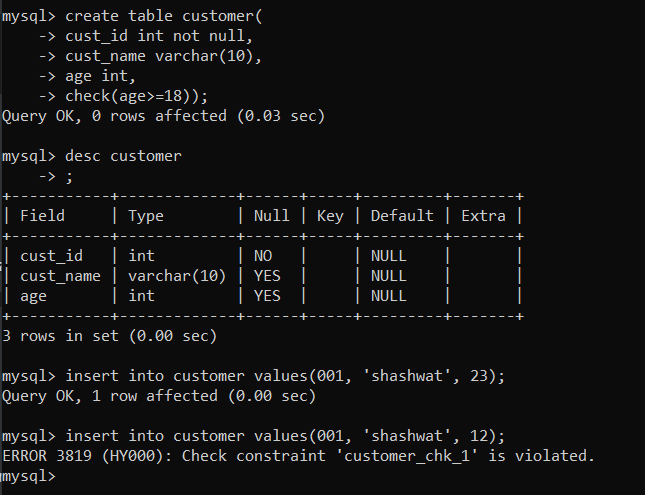 mysql> create table customer(
    -> cust_id int not null,
    -> cust_name varchar(10),
    -> age int,
    -> check(age>=18));
Query OK, 0 rows affected (0.03 sec)
mysql> desc customer
    -> ;
+-----------+-------------+------+-----+---------+-------+
| Field     | Type        | Null | Key | Default | Extra |
+-----------+-------------+------+-----+---------+-------+
| cust_id   | int         | NO   |     | NULL    |       |
| cust_name | varchar(10) | YES  |     | NULL    |       |
| age       | int         | YES  |     | NULL    |       |
+-----------+-------------+------+-----+---------+-------+
3 rows in set (0.00 sec)
mysql> insert into customer values(001, 'shashwat', 23);
Query OK, 1 row affected (0.00 sec)
mysql> insert into customer values(001, 'shashwat', 12);
ERROR 3819 (HY000): Check constraint 'customer_chk_1' is violated.
mysql>